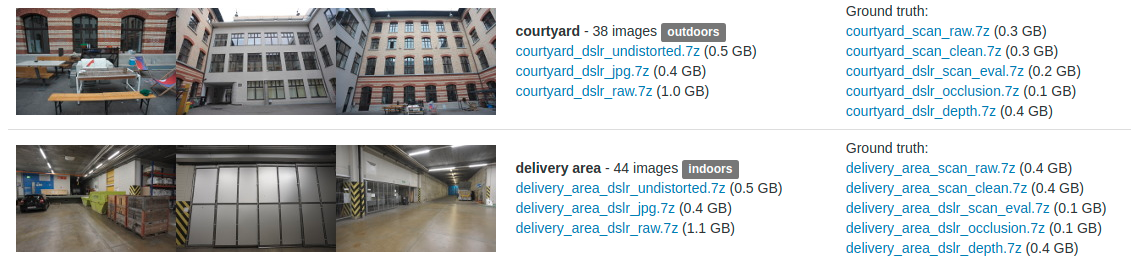 courtyard - 38 images outdoors
courtyard_dslr_undistorted.7z (0.5 GB)
courtyard_dslr_jpg.7z (0.4 GB)
courtyard_dslr_raw.7z (1.0 GB)
Ground truth:
courtyard_scan_raw.7z (0.3 GB)
courtyard_scan_clean.7z (0.3 GB)
courtyard_dslr_scan_eval.7z (0.2 GB)
courtyard_dslr_occlusion.7z (0.1 GB)
courtyard_dslr_depth.7z (0.4 GB)
delivery area - 44 images indoors
delivery_area_dslr_undistorted.7z (0.5 GB)
delivery_area_dslr_jpg.7z (0.4 GB)
delivery_area_dslr_raw.7z (1.1 GB)
Ground truth:
delivery_area_scan_raw.7z (0.4 GB)
delivery_area_scan_clean.7z (0.4 GB)
delivery_area_dslr_scan_eval.7z (0.1 GB)
delivery_area_dslr_occlusion.7z (0.1 GB)
delivery_area_dslr_depth.7z (0.4 GB)